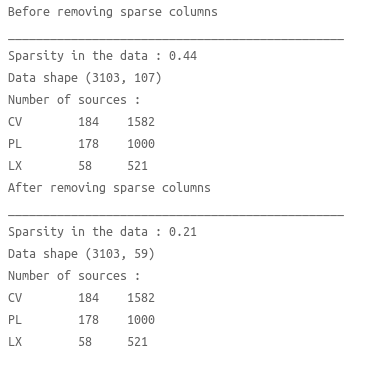 Before removing sparse columns
________________________________________________
Sparsity in the data : 0.44
Data shape (3103, 107)
Number of sources :
CV        184    1582
PL        178    1000
LX        58     521
After removing sparse columns
________________________________________________
Sparsity in the data : 0.21
Data shape (3103, 59)
Number of sources :
CV        184    1582
PL        178    1000
LX        58     521